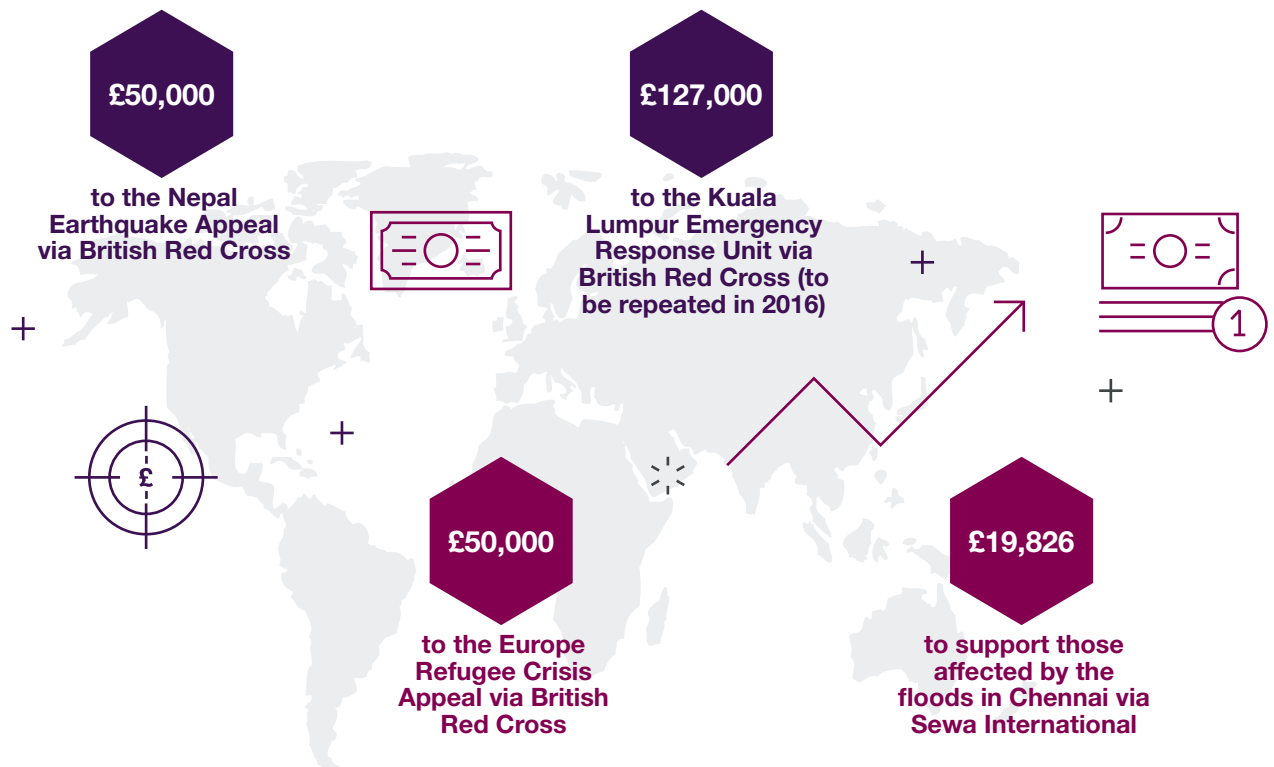 £50,000
to the Nepal
Earthquake Appeal
via British Red Cross
£127,000
to the Kuala
Lumpur Emergency
Response Unit via
British Red Cross (to
be repeated in 2016)
1
£
£50,000
to the Europe
Refugee Crisis
Appeal via British
Red Cross
£19,826
to support those
affected by the
floods in Chennai via
Sewa International